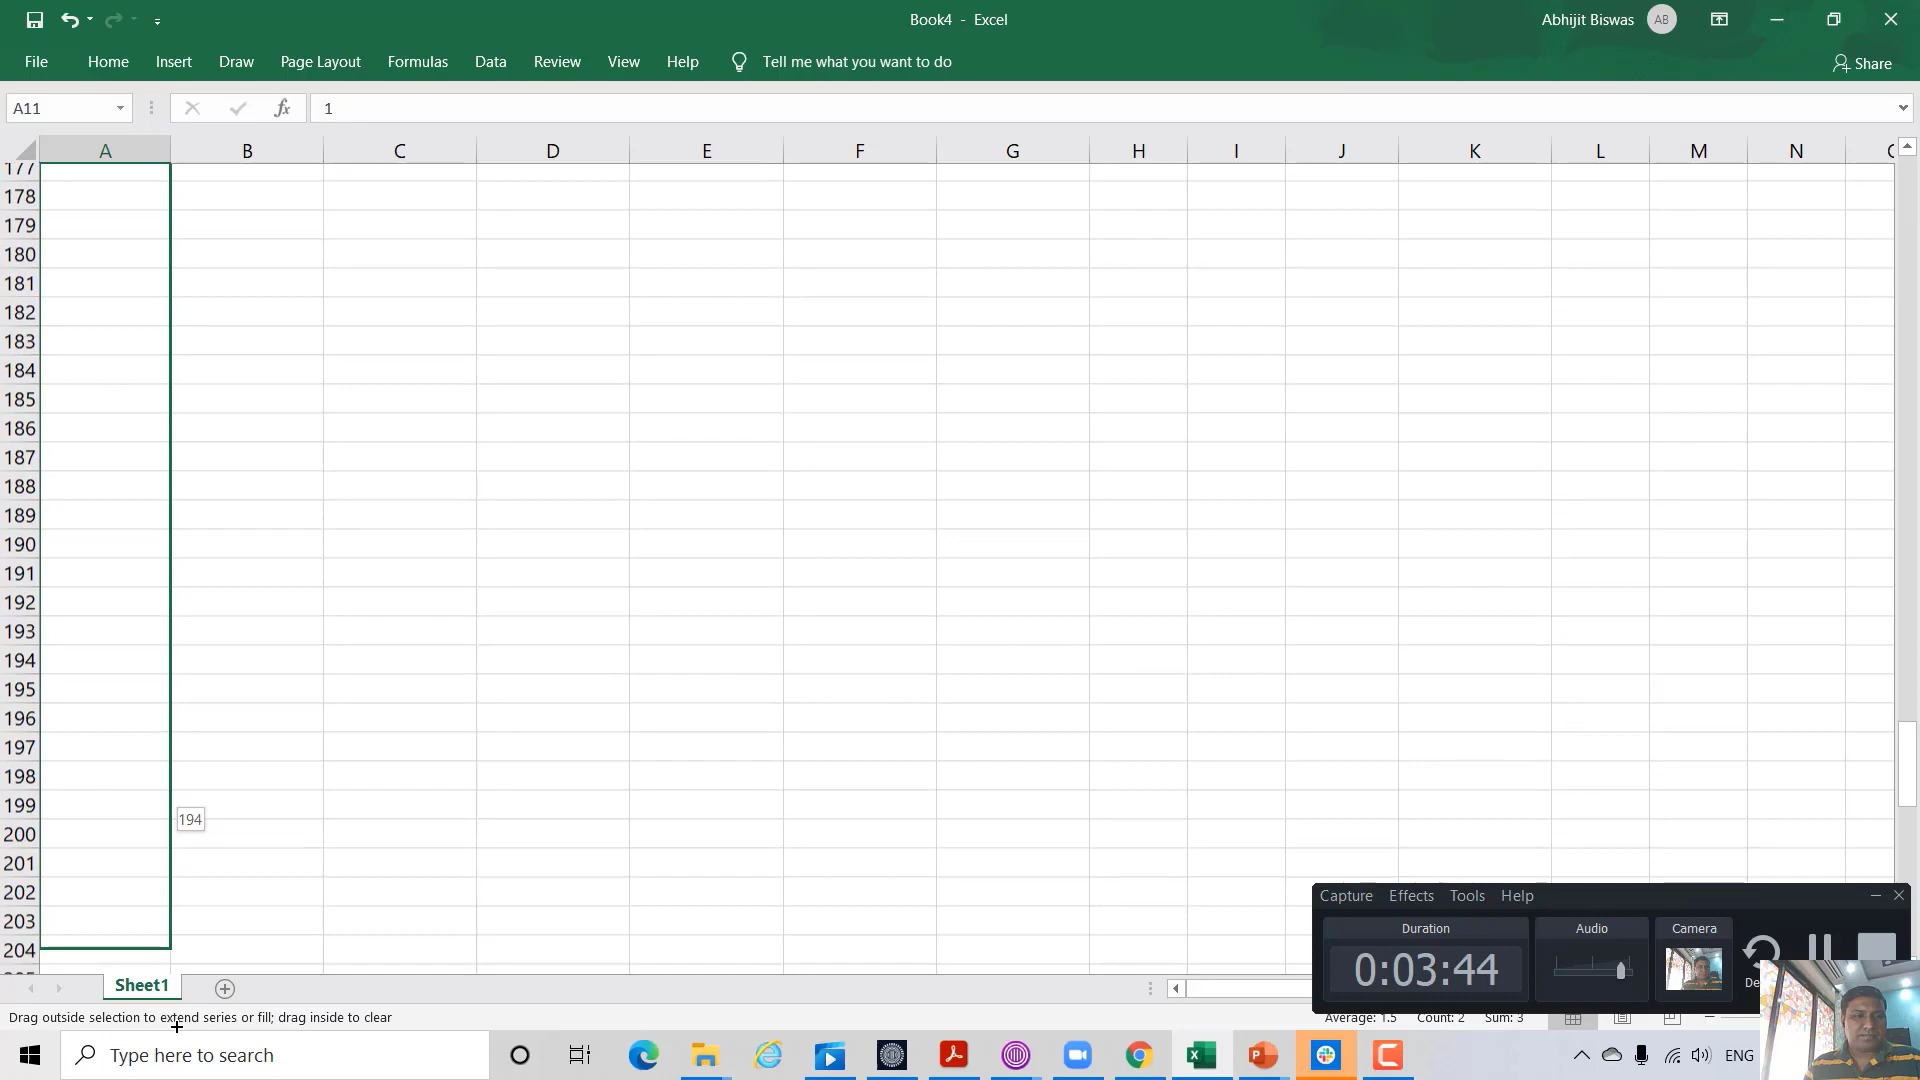 Book4 - Excel
Abhijit Biswas AB
File Home Insert Draw Page Layout Formulas Data Review View Help Tell me what you want to do Share
A11 fx 1
A B C D E F G H I J K L M N
177
178
179
180
181
182
183
184
185
186
187
188
189
190
191
192
193
194
195
196
197
198
199
194
200
201
202
203
204
Capture Effects Tools Help
Duration Audio Camera
0:03:44
Sheet1
Drag outside selection to extend series or fill; drag inside to clear
Average: 1.5 Count: 2 Sum: 3
Type here to search
ENG